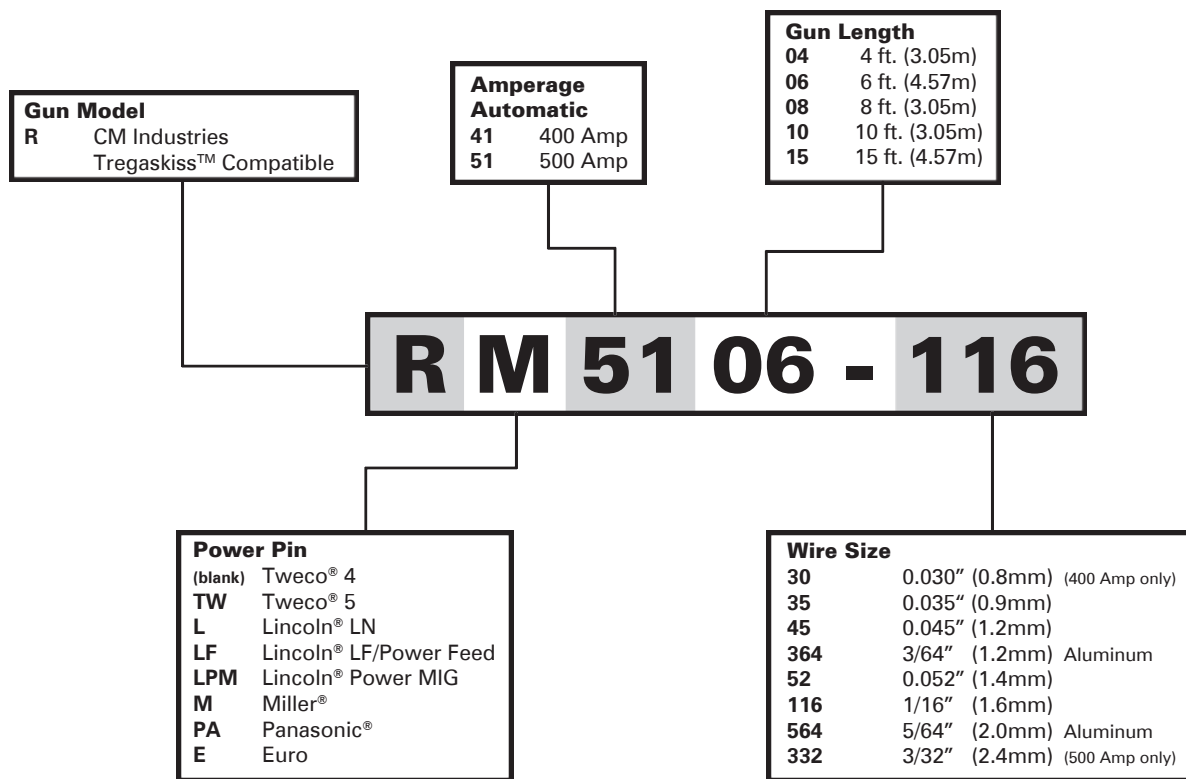 Gun Model
R CM Industries
Tregaskiss™ Compatible
Amperage
Automatic
41 400 Amp
51 500 Amp
Gun Length
04 4 ft. (3.05m)
06 6 ft. (4.57m)
08 8 ft. (3.05m)
10 10 ft. (3.05m)
15 15 ft. (4.57m)
R M 51 06 - 116
Power Pin
(blank) Tweco® 4
TW Tweco® 5
L Lincoln® LN
LF Lincoln® LF/Power Feed
LPM Lincoln® Power MIG
M Miller®
PA Panasonic®
E Euro
Wire Size
30 0.030” (0.8mm) (400 Amp only)
35 0.035“ (0.9mm)
45 0.045” (1.2mm)
364 3/64” (1.2mm) Aluminum
52 0.052” (1.4mm)
116 1/16” (1.6mm)
564 5/64” (2.0mm) Aluminum
332 3/32” (2.4mm) (500 Amp only)